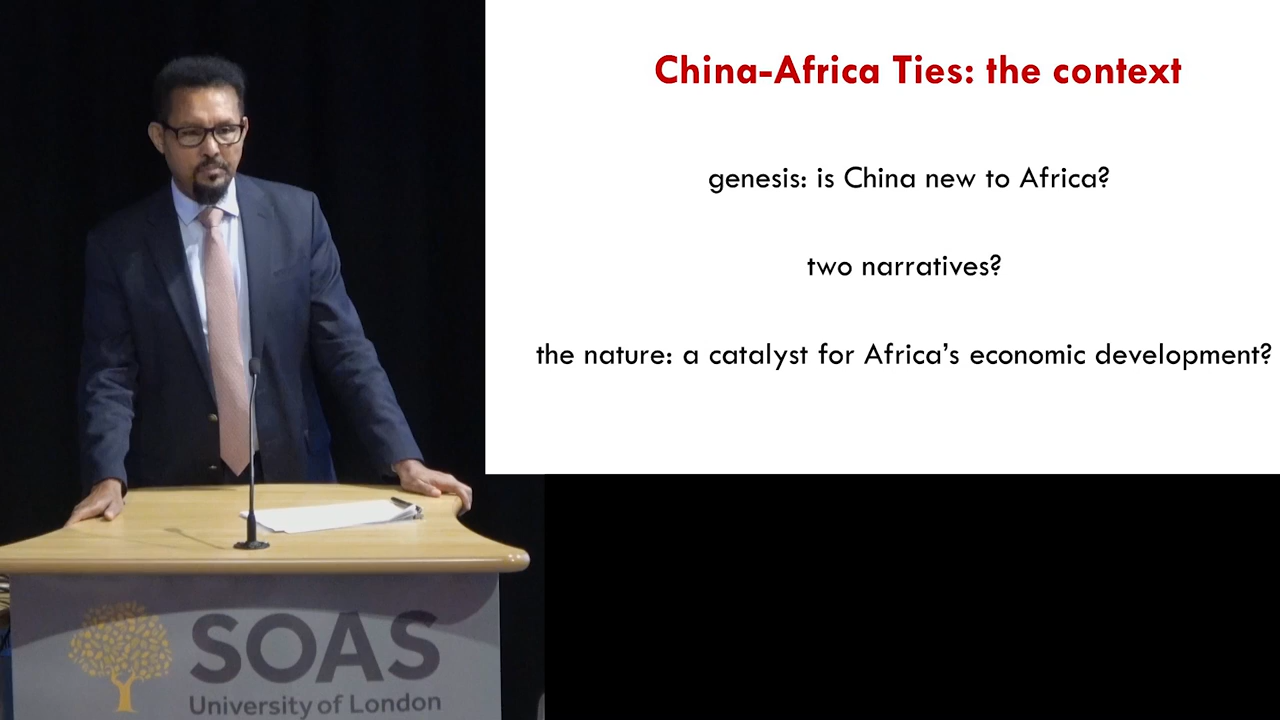 China-Africa Ties: the context
genesis: is China new to Africa?
two narratives?
the nature: a catalyst for Africa’s economic development?
SOAS
University of London